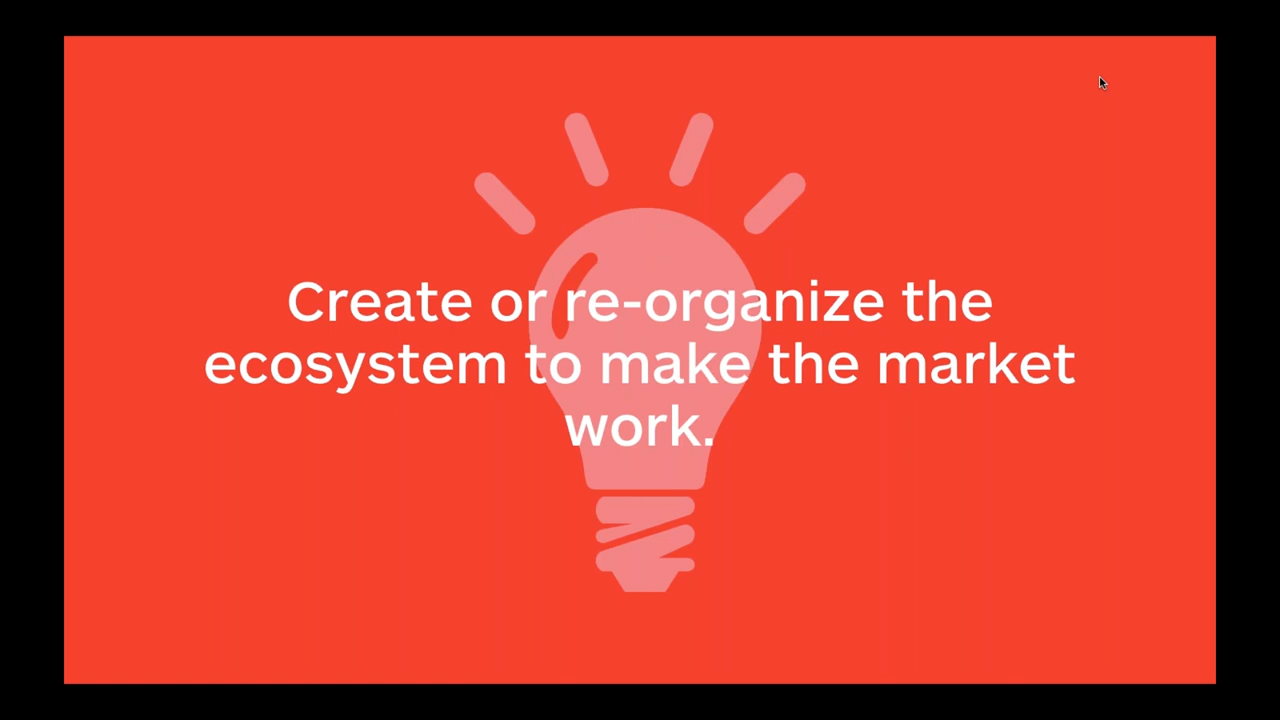 Create or re-organize the
ecosystem to make the market
work.